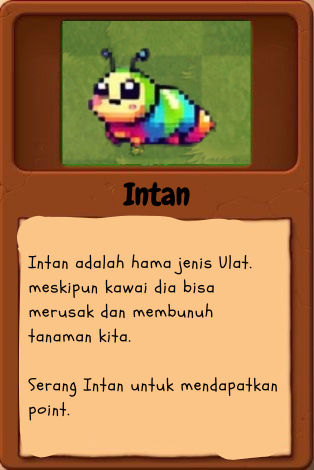 Intan
Intan adalah hama jenis Ulat.
meskipun kawai dia bisa
merusak dan membunuh
tanaman kita.
Serang Intan untuk mendapatkan
point.